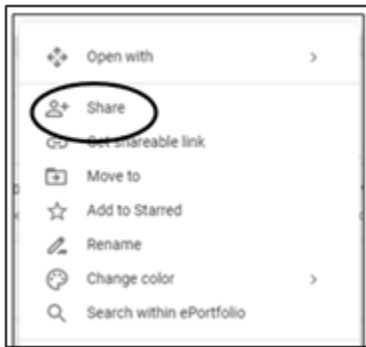 Open with
Share
Get shareable link
Move to
Add to Starred
Rename
Change color
Search within ePortfolio